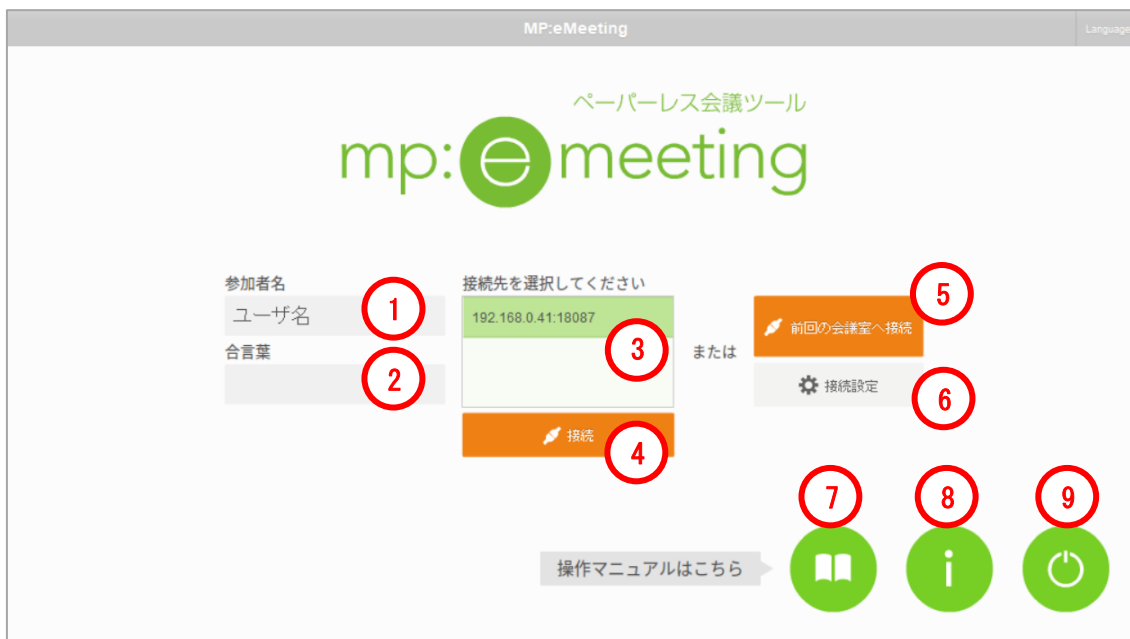 MP:eMeeting
Language
ペーパーレス会議ツール
mp:emeeting
参加者名
ユーザ名
1
合言葉
2
接続先を選択してください
192.168.0.41:18087
3
接続
4
または
前回の会議室へ接続
5
接続設定
6
7
8
9
操作マニュアルはこちら
i